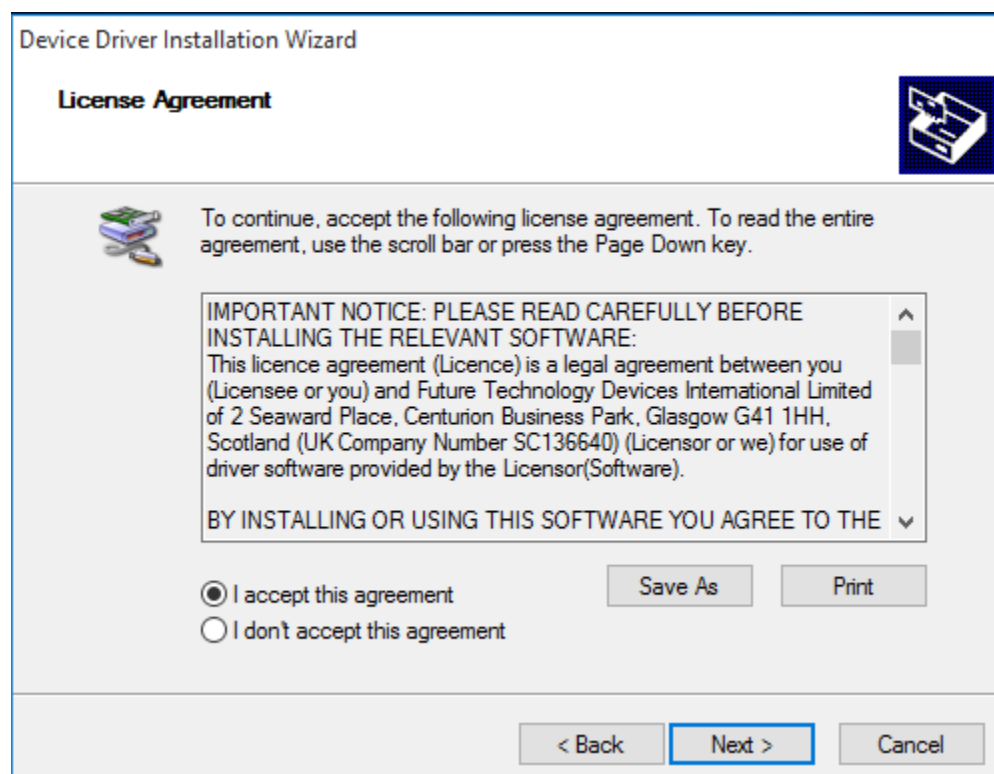 Device Driver Installation Wizard
License Agreement
To continue, accept the following license agreement. To read the entire
agreement, use the scroll bar or press the Page Down key.
IMPORTANT NOTICE: PLEASE READ CAREFULLY BEFORE
INSTALLING THE RELEVANT SOFTWARE:
This licence agreement (Licence) is a legal agreement between you
(Licensee or you) and Future Technology Devices International Limited
of 2 Seaward Place, Centurion Business Park, Glasgow G41 1HH,
Scotland (UK Company Number SC136640) (Licensor or we) for use of
driver software provided by the Licensor(Software).
BY INSTALLING OR USING THIS SOFTWARE YOU AGREE TO THE
Save As
Print
I accept this agreement
I don't accept this agreement
< Back
Next >
Cancel